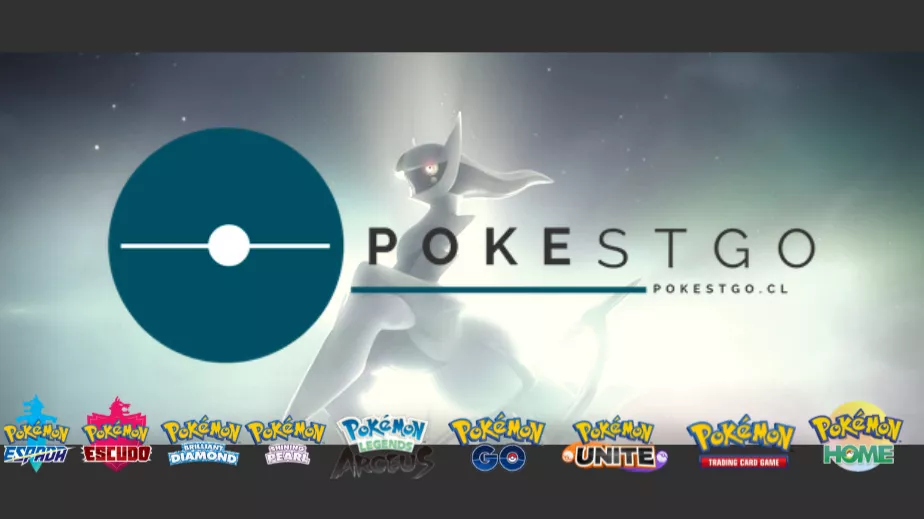 POKESTGO
POKESTGO.CL
Pokémon ESPADA
Pokémon ESCUDO
Pokémon BRILLIANT DIAMOND
Pokémon SHINING PEARL
Pokémon LEGENDS ARCEUS
Pokémon GO
Pokémon UNITE
Pokémon TRADING CARD GAME
Pokémon HOME